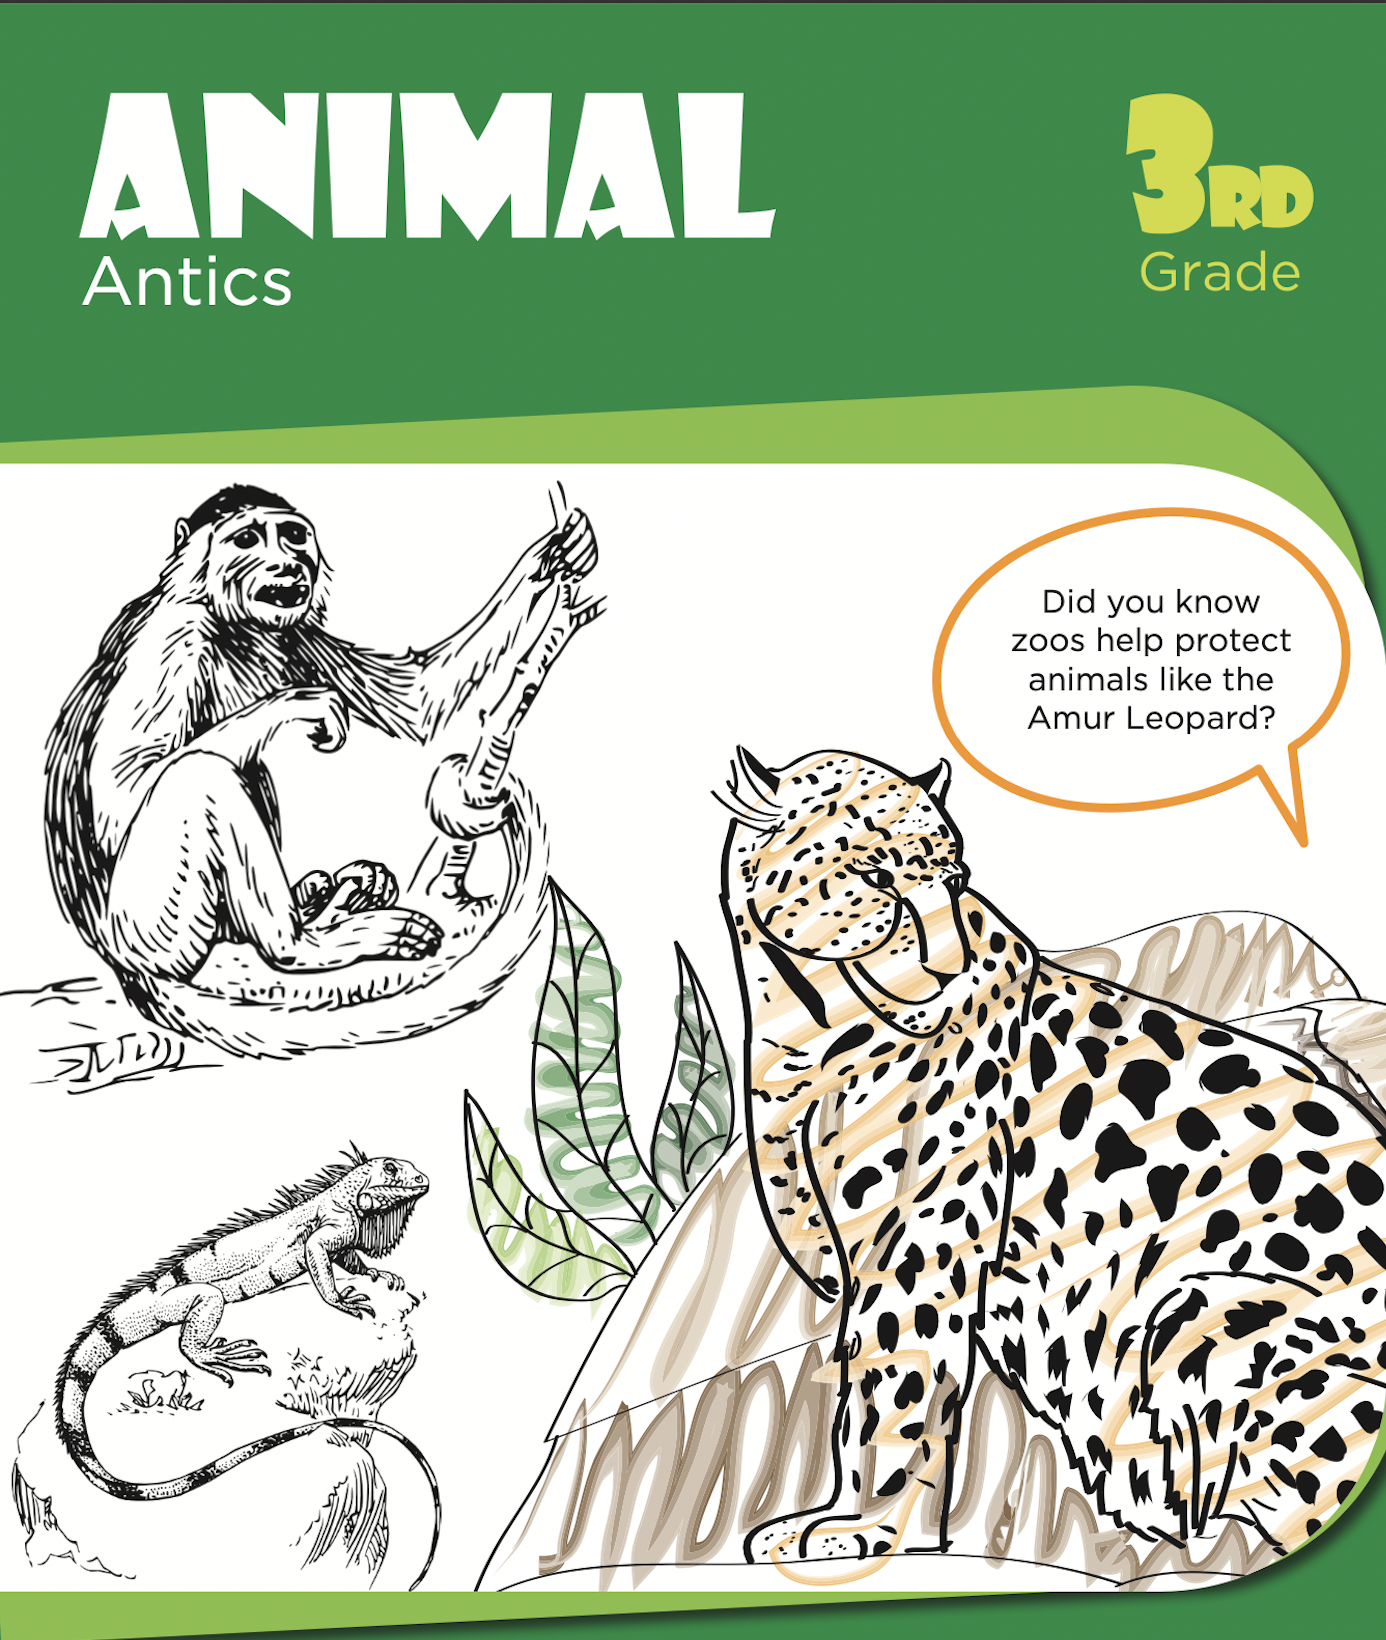 ANIMAL
Antics
3RD
Grade
Did you know
zoos help protect
animals like the
Amur Leopard?